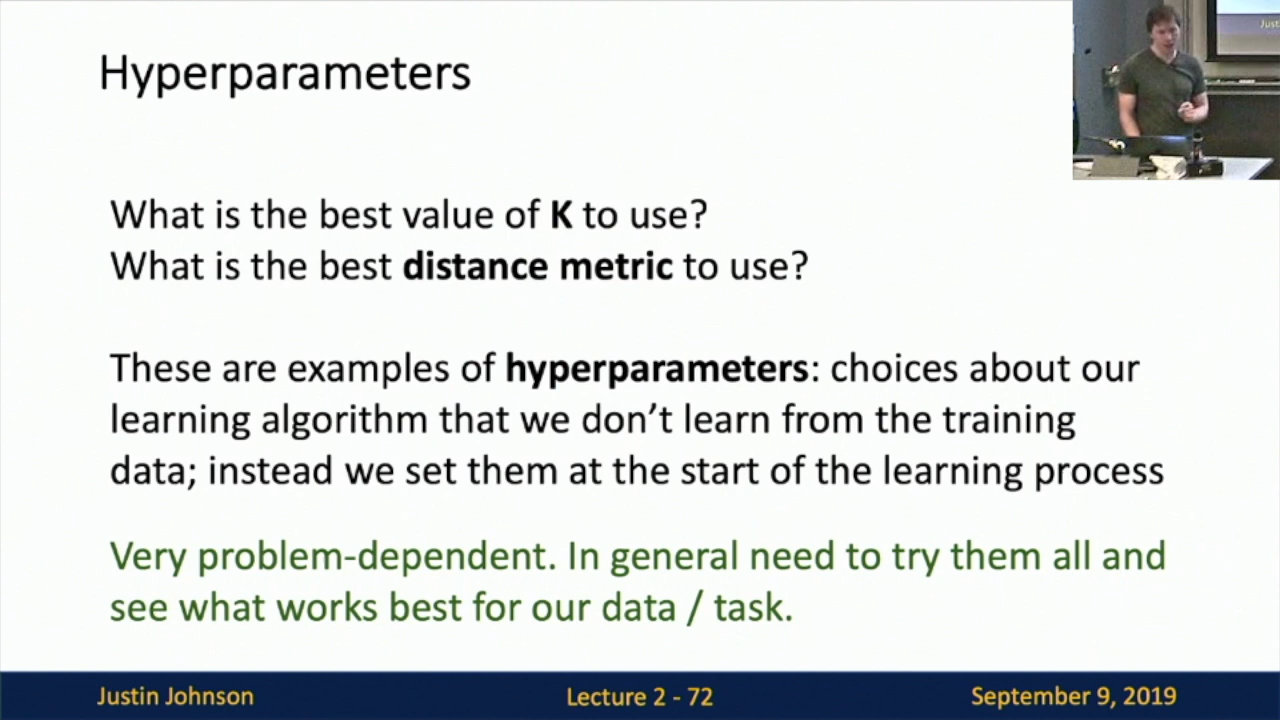 Hyperparameters
Just
What is the best value of K to use?
What is the best distance metric to use?
These are examples of hyperparameters: choices about our
learning algorithm that we don’t learn from the training
data; instead we set them at the start of the learning process
Very problem-dependent. In general need to try them all and
see what works best for our data / task.
Justin Johnson
Lecture 2 - 72
September 9, 2019